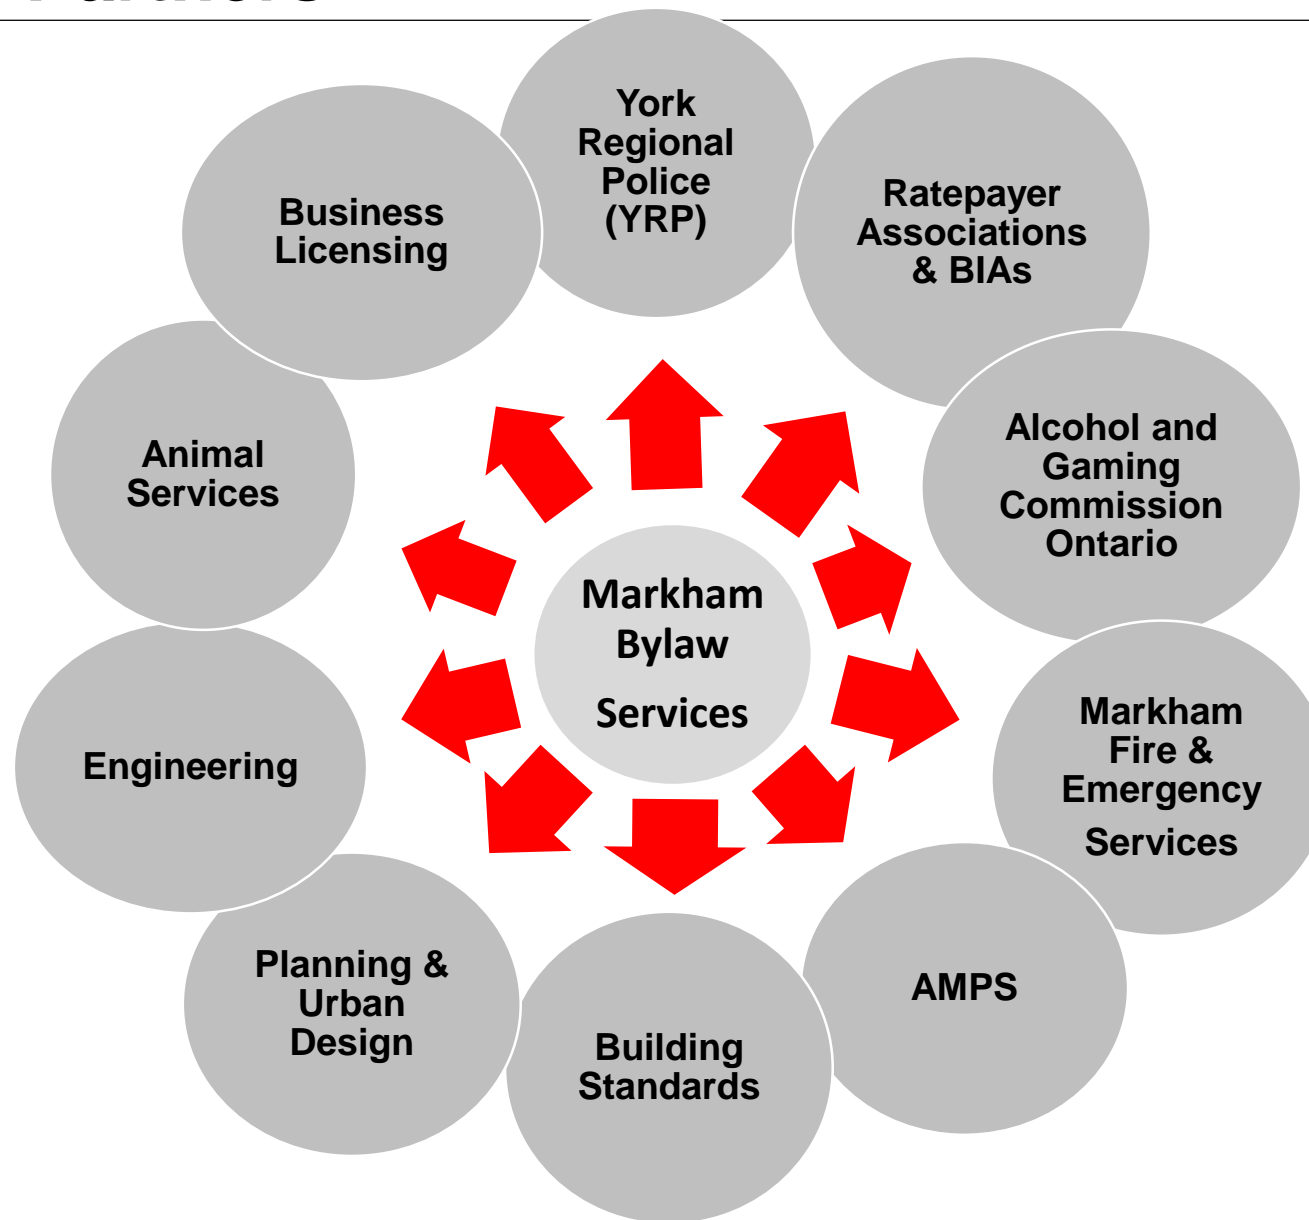 York
Regional
Police
(YRP)
Ratepayer
Associations
& BIAs
Alcohol and
Gaming
Commission
Ontario
Markham
Fire &
Emergency
Services
AMPS
Building
Standards
Planning &
Urban
Design
Engineering
Animal
Services
Business
Licensing
Markham
Bylaw
Services